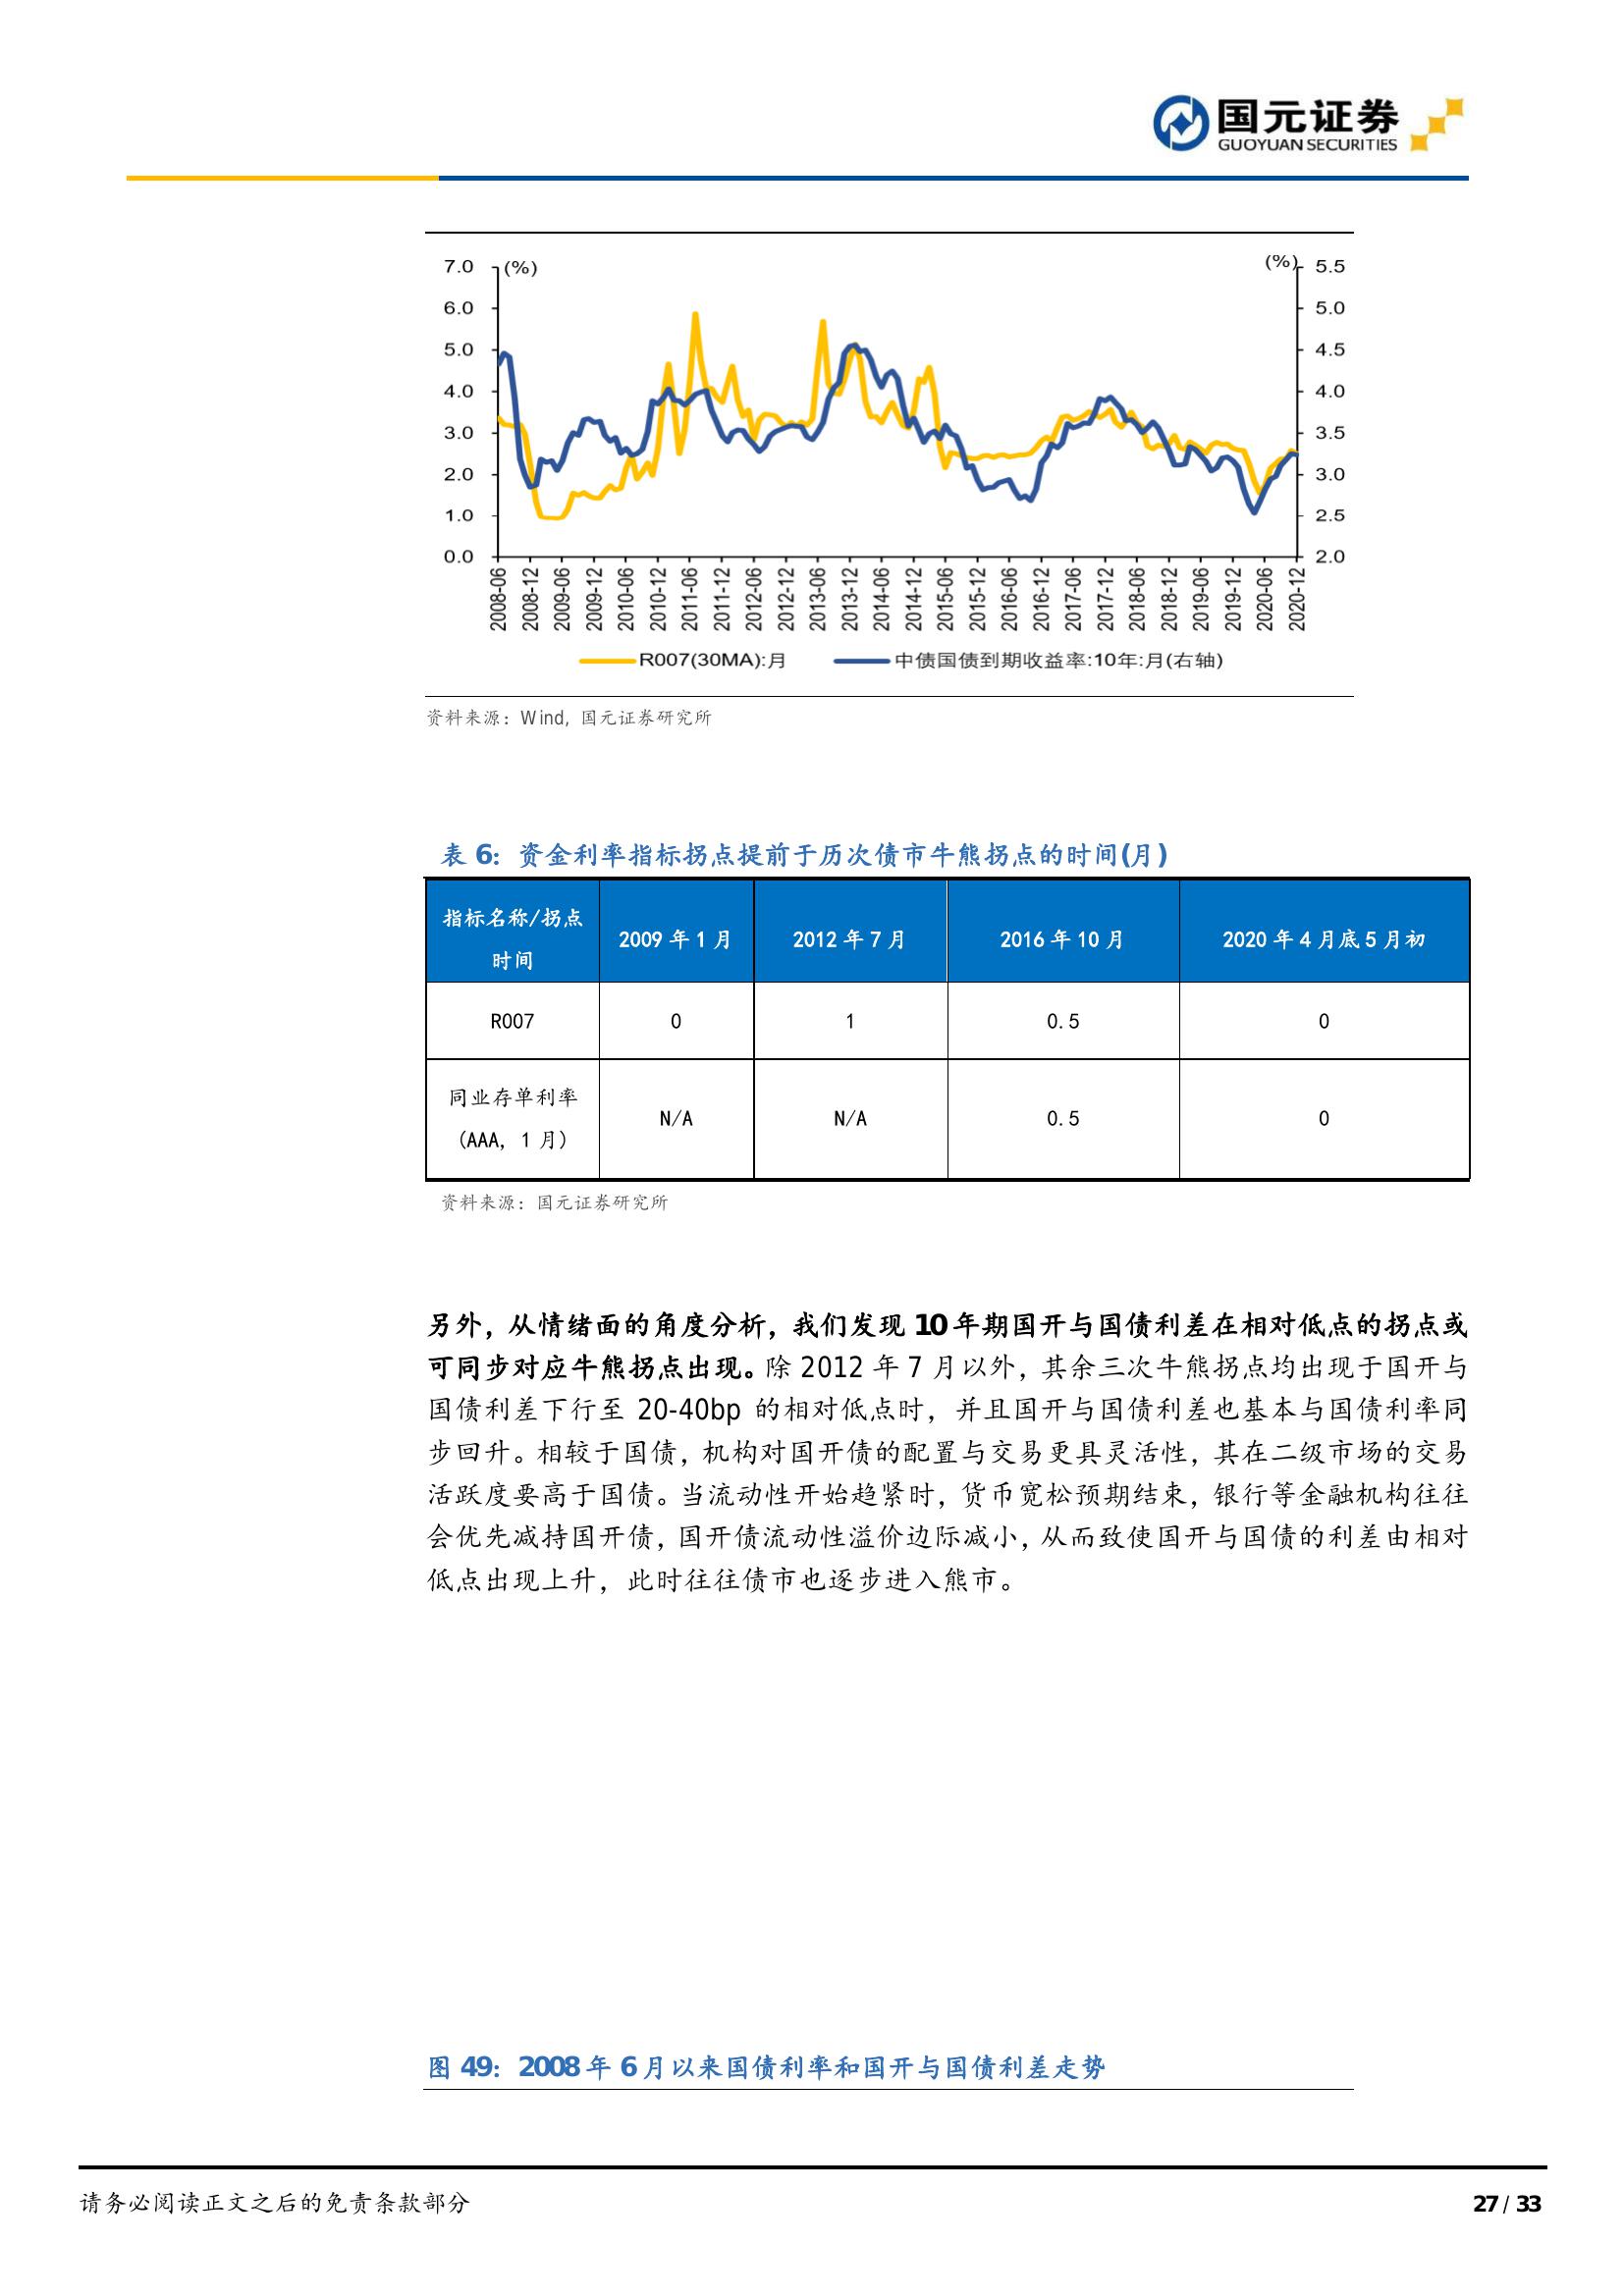 国元证券
GUOYUAN SECURITIES
(%)
(%)
7.0
6.0
5.0
4.0
3.0
2.0
1.0
0.0
5.5
5.0
4.5
4.0
3.5
3.0
2.5
2.0
2008-06
2008-12
2009-06
2009-12
2010-06
2010-12
2011-06
2011-12
2012-06
2012-12
2013-06
2013-12
2014-06
2014-12
2015-06
2015-12
2016-06
2016-12
2017-06
2017-12
2018-06
2018-12
2019-06
2019-12
2020-06
2020-12
R007(30MA):月 中债国债到期收益率:10年:月(右轴)
资料来源：Wind，国元证券研究所
表 6：资金利率指标拐点提前于历次债市牛熊拐点的时间(月)
指标名称/拐点
时间
2009 年 1 月
2012 年 7 月
2016 年 10 月
2020 年 4 月底 5 月初
R007 0 1 0.5 0
同业存单利率
（AAA，1 月）
N/A N/A 0.5 0
资料来源：国元证券研究所
另外，从情绪面的角度分析，我们发现 10 年期国开与国债利差在相对低点的拐点或
可同步对应牛熊拐点出现。除 2012 年 7 月以外，其余三次牛熊拐点均出现于国开与
国债利差下行至 20-40bp 的相对低点时，并且国开与国债利差也基本与国债利率同
步回升。相较于国债，机构对国开债的配置与交易更具灵活性，其在二级市场的交易
活跃度要高于国债。当流动性开始趋紧时，货币宽松预期结束，银行等金融机构往往
会优先减持国开债，国开债流动性溢价边际减小，从而致使国开与国债的利差由相对
低点出现上升，此时往往债市也逐步进入熊市。
图 49：2008 年 6 月以来国债利率和国开与国债利差走势
请务必阅读正文之后的免责条款部分
27 / 33